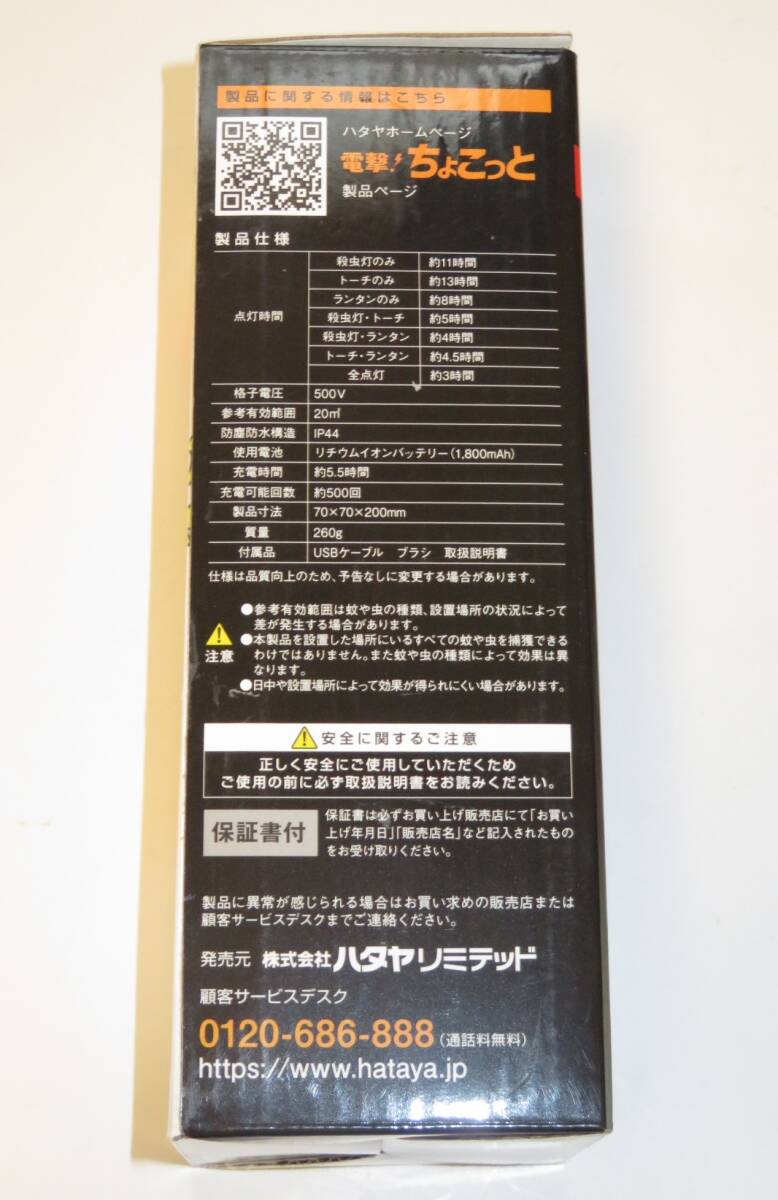 製品に関する情報はこちら
ハタヤホームページ
電撃!ちょこっと
製品ページ
製品仕様
点灯時間
殺虫灯のみ 約11時間
トーチのみ 約13時間
ランタンのみ 約8時間
殺虫灯・トーチ 約5時間
殺虫灯・ランタン 約4時間
トーチ・ランタン 約4.5時間
全点灯 約3時間
格子電圧 500V
参考有効範囲 20㎡
防塵防水構造 IP44
使用電池 リチウムイオンバッテリー(1,800mAh)
充電時間 約5.5時間
充電可能回数 約500回
製品寸法 70×70×200mm
質量 260g
付属品 USBケーブル ブラシ 取扱説明書
仕様は品質向上のため、予告なしに変更する場合があります。
注意
●参考有効範囲は蚊や虫の種類、設置場所の状況によって
差が発生する場合があります。
●本製品を設置した場所にいるすべての蚊や虫を捕獲できる
わけではありません。また蚊や虫の種類によって効果は異
なります。
●日中や設置場所によって効果が得られにくい場合があります。
安全に関するご注意
正しく安全にご使用していただくため
ご使用の前に必ず取扱説明書をお読みください。
保証書付
保証書は必ずお買い上げ販売店にて「お買い
上げ年月日」「販売店名」など記入されたもの
をお受け取りください。
製品に異常が感じられる場合はお買い求めの販売店または
顧客サービスデスクまでご連絡ください。
発売元 株式会社ハタヤリミテッド
顧客サービスデスク
0120-686-888(通話料無料)
https://www.hataya.jp